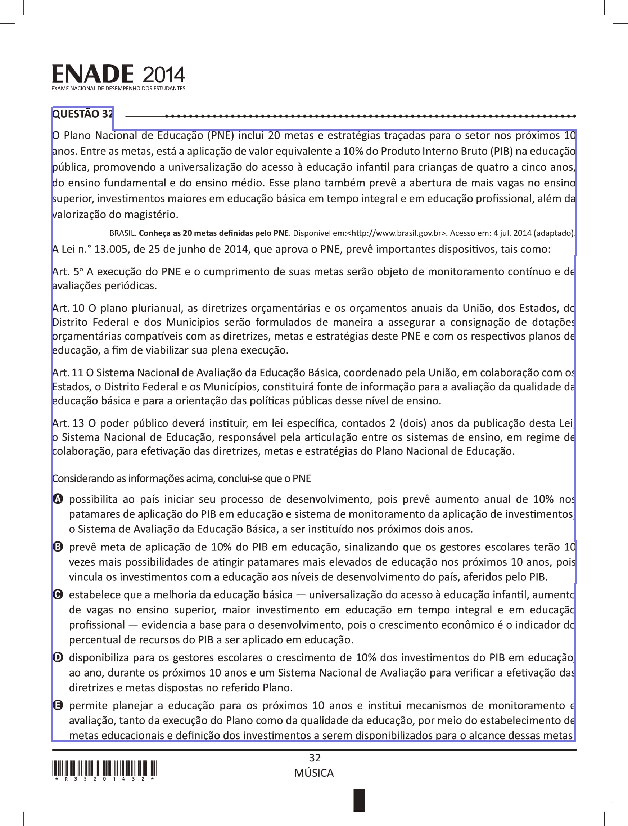 ENADE 2014
EXAME NACIONAL DE DESEMPENHO DOS ESTUDANTES
QUESTÃO 32
O Plano Nacional de Educação (PNE) inclui 20 metas e estratégias traçadas para o setor nos próximos 10
anos. Entre as metas, está a aplicação de valor equivalente a 10% do Produto Interno Bruto (PIB) na educação
pública, promovendo a universalização do acesso à educação infantil para crianças de quatro a cinco anos,
do ensino fundamental e do ensino médio. Esse plano também prevê a abertura de mais vagas no ensino
superior, investimentos maiores em educação básica em tempo integral e em educação profissional, além da
valorização do magistério.
BRASIL. Conheça as 20 metas definidas pelo PNE. Disponível em:<http://www.brasil.gov.br>. Acesso em: 4 jul. 2014 (adaptado).
A Lei n.° 13.005, de 25 de junho de 2014, que aprova o PNE, prevê importantes dispositivos, tais como:
Art. 5º A execução do PNE e o cumprimento de suas metas serão objeto de monitoramento contínuo e de
avaliações periódicas.
Art. 10 O plano plurianual, as diretrizes orçamentárias e os orçamentos anuais da União, dos Estados, do
Distrito Federal e dos Municípios serão formulados de maneira a assegurar a consignação de dotações
orçamentárias compatíveis com as diretrizes, metas e estratégias deste PNE e com os respectivos planos de
educação, a fim de viabilizar sua plena execução.
Art. 11 O Sistema Nacional de Avaliação da Educação Básica, coordenado pela União, em colaboração com os
Estados, o Distrito Federal e os Municípios, constituirá fonte de informação para a avaliação da qualidade da
educação básica e para a orientação das políticas públicas desse nível de ensino.
Art. 13 O poder público deverá instituir, em lei específica, contados 2 (dois) anos da publicação desta Lei,
o Sistema Nacional de Educação, responsável pela articulação entre os sistemas de ensino, em regime de
colaboração, para efetivação das diretrizes, metas e estratégias do Plano Nacional de Educação.
Considerando as informações acima, conclui-se que o PNE
A possibilita ao país iniciar seu processo de desenvolvimento, pois prevê aumento anual de 10% nos
patamares de aplicação do PIB em educação e sistema de monitoramento da aplicação de investimentos,
o Sistema de Avaliação da Educação Básica, a ser instituído nos próximos dois anos.
B prevê meta de aplicação de 10% do PIB em educação, sinalizando que os gestores escolares terão 10
vezes mais possibilidades de atingir patamares mais elevados de educação nos próximos 10 anos, pois
vincula os investimentos com a educação aos níveis de desenvolvimento do país, aferidos pelo PIB.
C estabelece que a melhoria da educação básica — universalização do acesso à educação infantil, aumento
de vagas no ensino superior, maior investimento em educação em tempo integral e em educação
profissional — evidencia a base para o desenvolvimento, pois o crescimento econômico é o indicador do
percentual de recursos do PIB a ser aplicado em educação.
D disponibiliza para os gestores escolares o crescimento de 10% dos investimentos do PIB em educação,
ao ano, durante os próximos 10 anos e um Sistema Nacional de Avaliação para verificar a efetivação das
diretrizes e metas dispostas no referido Plano.
E permite planejar a educação para os próximos 10 anos e institui mecanismos de monitoramento e
avaliação, tanto da execução do Plano como da qualidade da educação, por meio do estabelecimento de
metas educacionais e definição dos investimentos a serem disponibilizados para o alcance dessas metas.
32
MÚSICA
*R3520143​2*